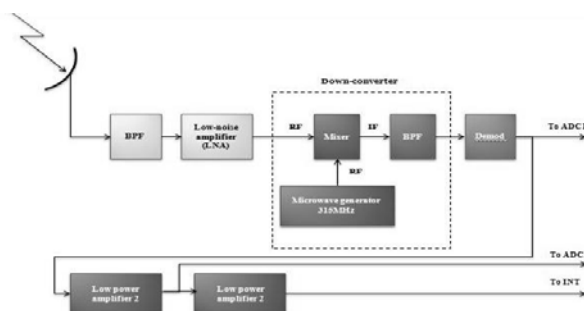 Down-converter
BPF
Low-noise
amplifier
(LNA)
RF
Mixer
IF
BPF
Demod.
To ADC1
RF
Microwave generator
315MHz
To ADC
Low power
amplifier 2
Low power
amplifier 2
To INT